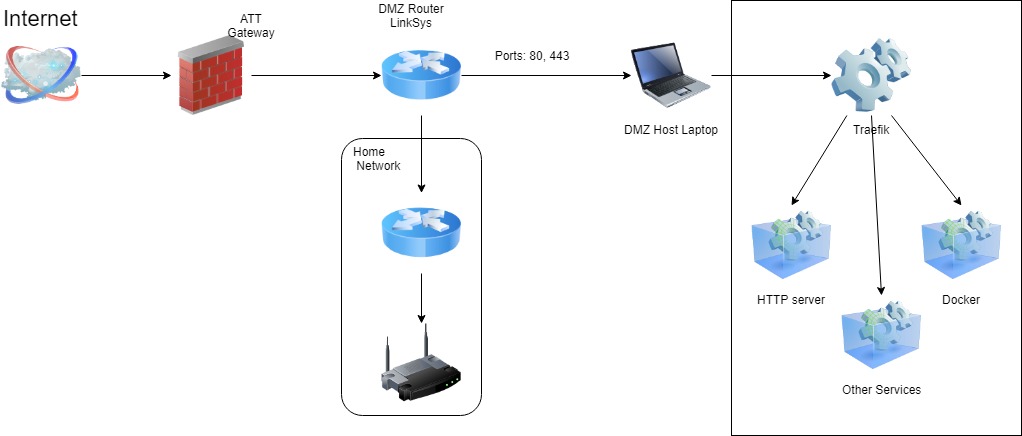 Internet
ATT
Gateway
DMZ Router
LinkSys
Ports: 80, 443
DMZ Host Laptop
Traefik
Home
Network
HTTP server
Docker
Other Services